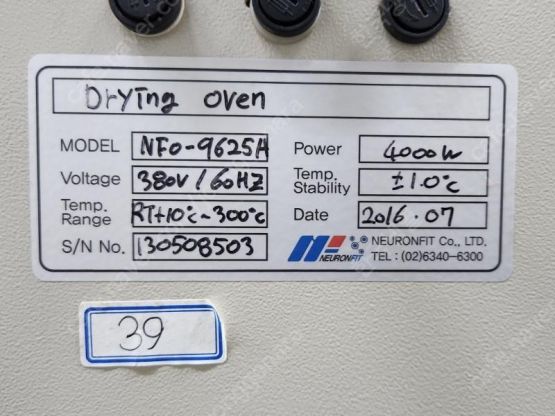 Drying oven
MODEL NFO-9625H Power 4000W
Voltage 380V/60HZ Temp. Stability ±1.0°C
Temp. Range RT+10°C~300°C Date 2016.07
S/N No. 130508503 NEURONFIT NEURONFIT Co., LTD.
TEL : (02)6340-6300
39